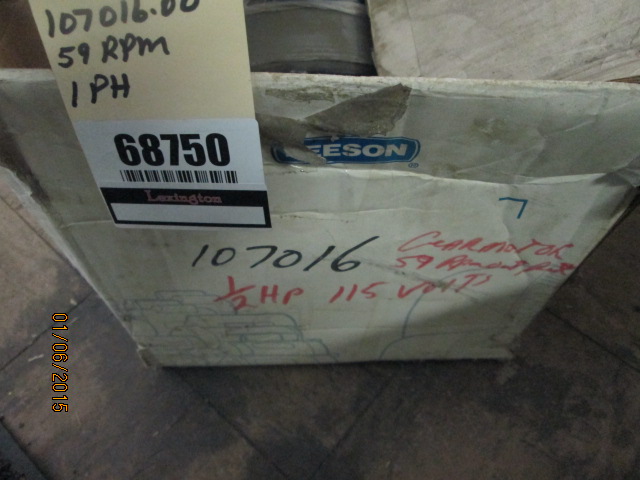 107016.00
59 RPM
1 PH
68750
Lexington
EESON
7
107016 GEARMOTOR
59 RPM
1/2 HP 115 VOLT
01/06/2015